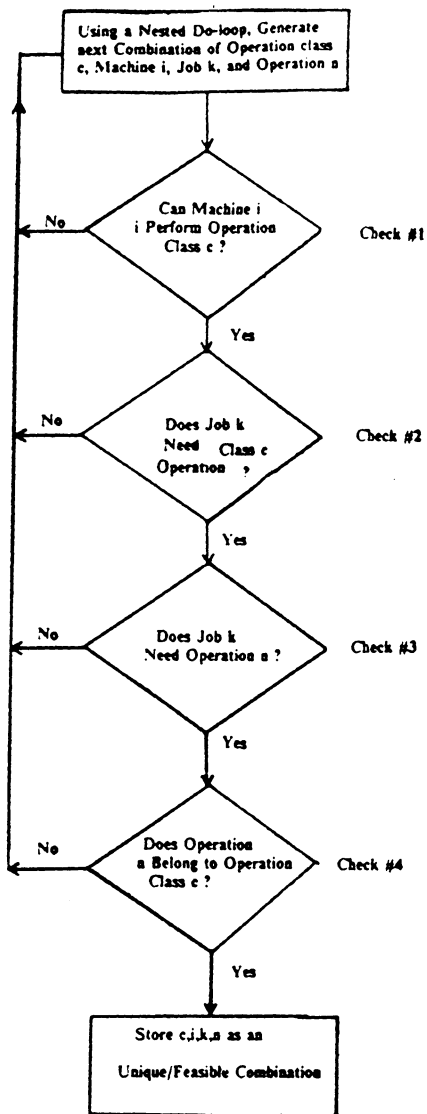 Using a Nested Do-loop, Generate
next Combination of Operation class
c, Machine i, Job k, and Operation n
Can Machine i
i Perform Operation
Class c ?
No
Check #1
Yes
Does Job k
Need Class c
Operation ?
No
Check #2
Yes
Does Job k
Need Operation n ?
No
Check #3
Yes
Does Operation
n Belong to Operation
Class c ?
No
Check #4
Yes
Store c,i,k,n as an
Unique/Feasible Combination